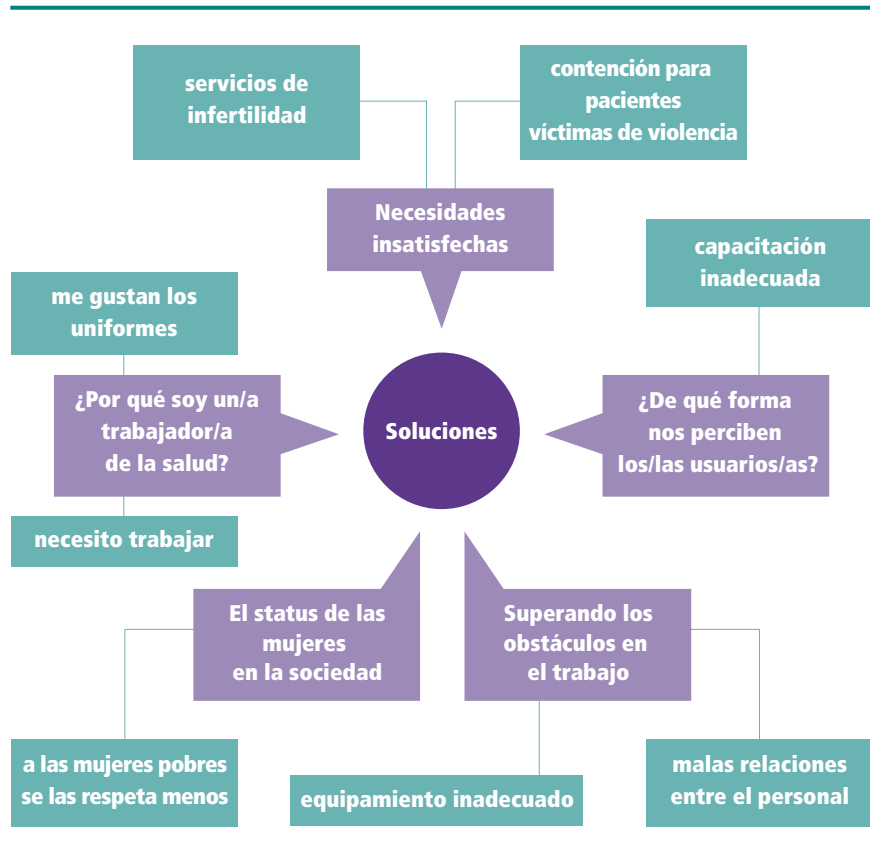 servicios de
infertilidad
contención para
pacientes
víctimas de violencia
Necesidades
insatisfechas
capacitación
inadecuada
me gustan los
uniformes
¿Por qué soy un/a
trabajador/a
de la salud?
Soluciones
¿De qué forma
nos perciben
los/las usuarios/as?
necesito trabajar
El status de las
mujeres
en la sociedad
Superando los
obstáculos en
el trabajo
a las mujeres pobres
se las respeta menos
equipamiento inadecuado
malas relaciones
entre el personal